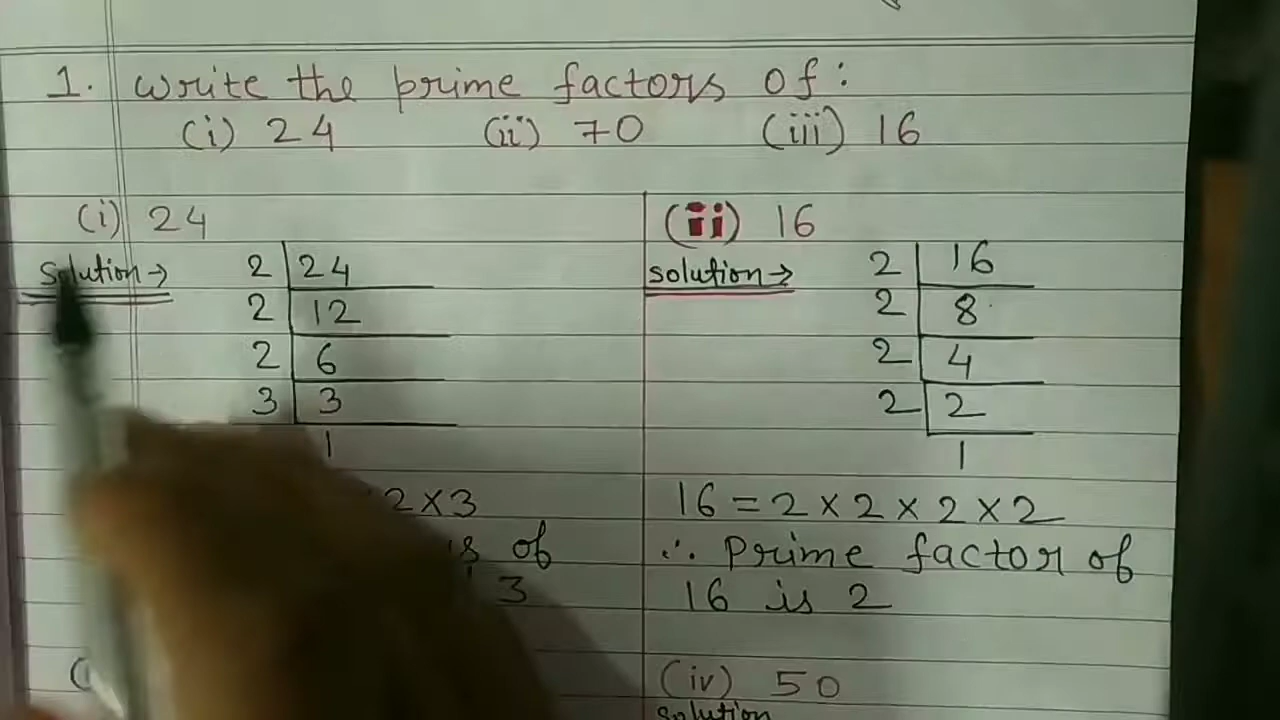 1. Write the prime factors of :
(i) 24 (ii) 70 (iii) 16
(i) 24
Solution →
2 24
2 12
2 6
3 3
1
2 × 3
of
3
(ii) 16
solution →
2 16
2 8
2 4
2 2
1
16 = 2 × 2 × 2 × 2
∴ Prime factor of
16 is 2
(iv) 50
Solution